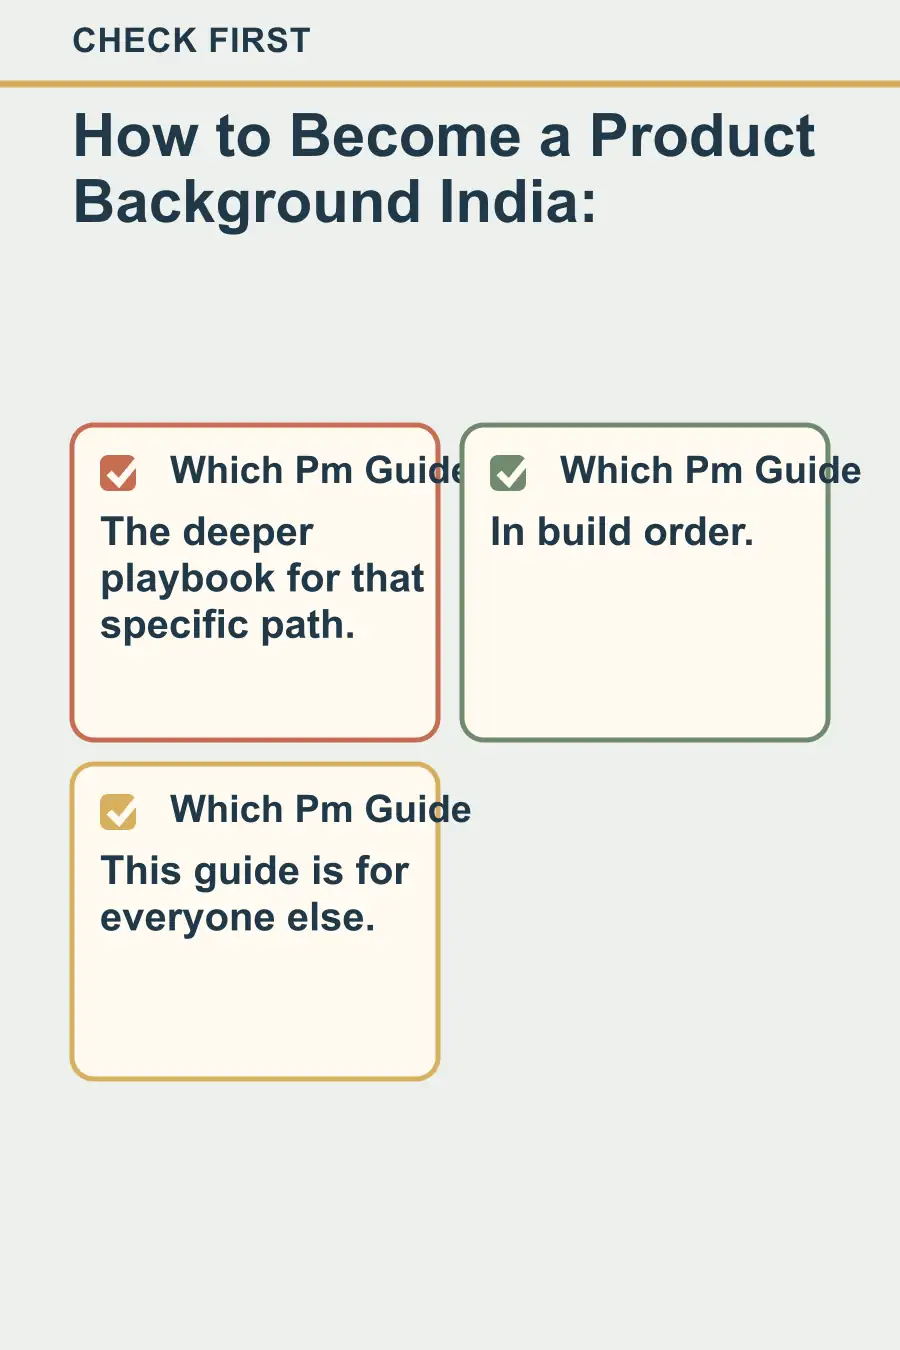 CHECK FIRST
How to Become a Product
Background India:
Which Pm Guide
The deeper
playbook for that
specific path.
Which Pm Guide
In build order.
Which Pm Guide
This guide is for
everyone else.